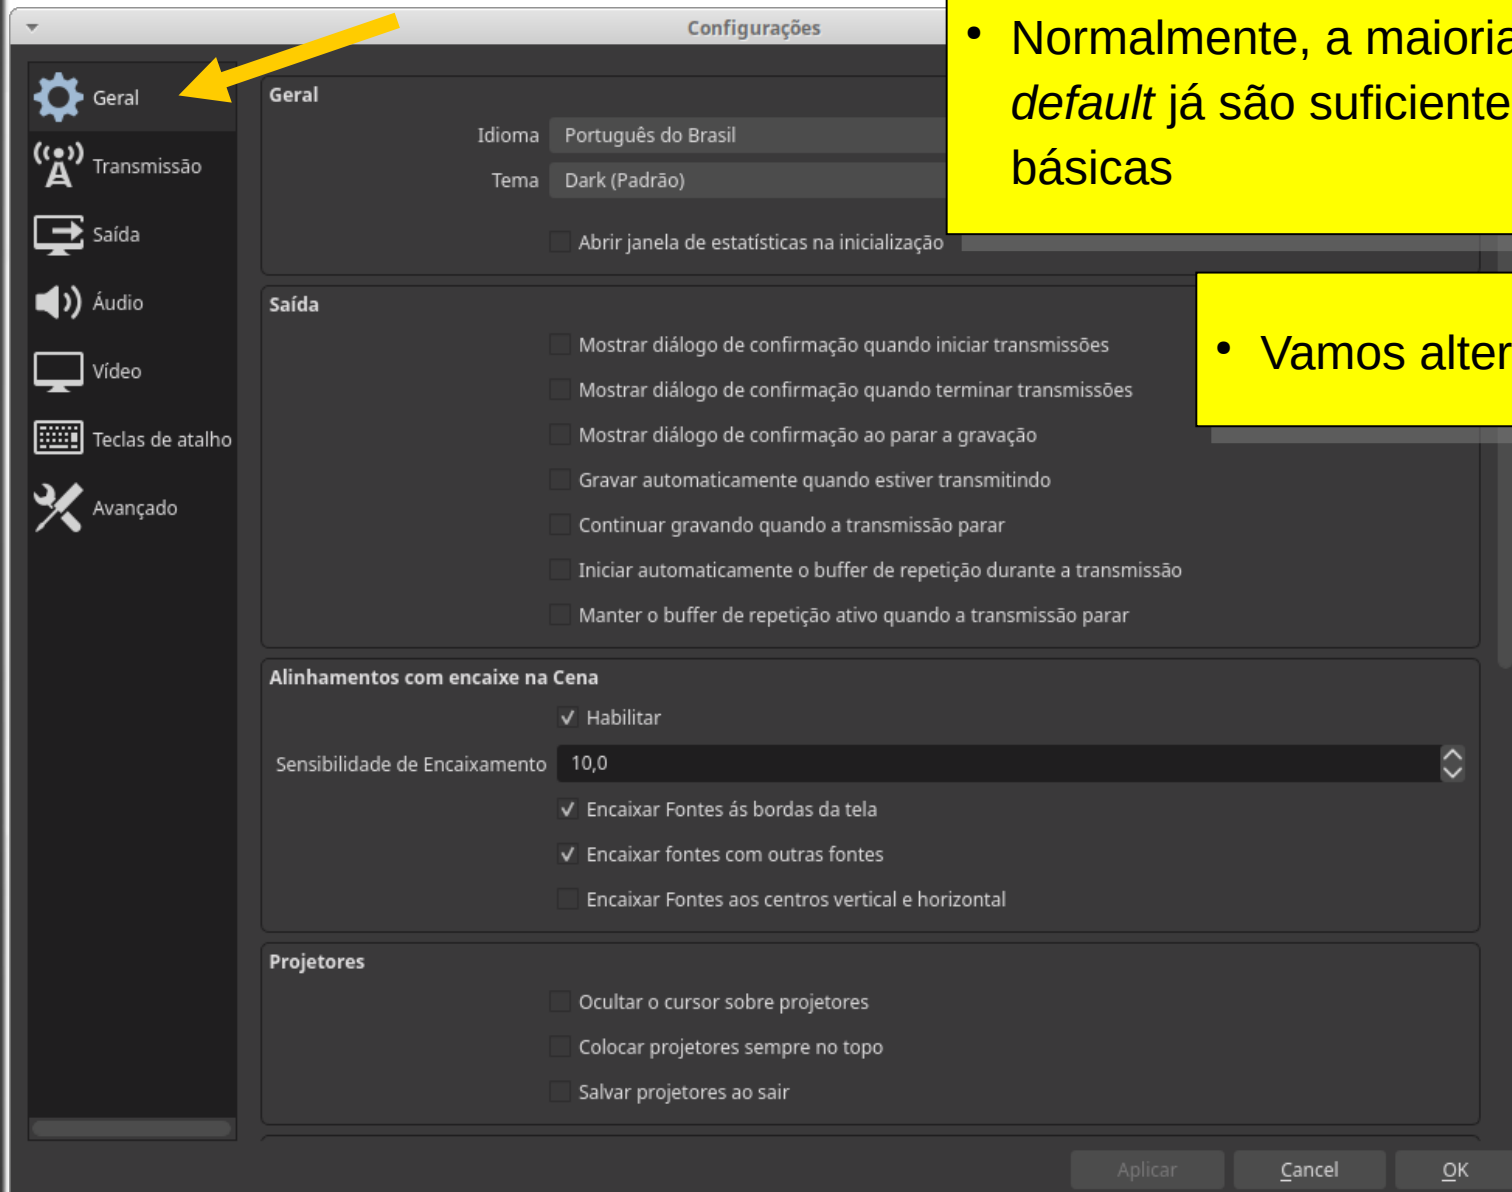 Configurações
Normalmente, a maioria
default já são suficiente
básicas
Vamos alter
Geral
Transmissão
Saída
Áudio
Vídeo
Teclas de atalho
Avançado
Geral
Idioma Português do Brasil
Tema Dark (Padrão)
Abrir janela de estatísticas na inicialização
Saída
Mostrar diálogo de confirmação quando iniciar transmissões
Mostrar diálogo de confirmação quando terminar transmissões
Mostrar diálogo de confirmação ao parar a gravação
Gravar automaticamente quando estiver transmitindo
Continuar gravando quando a transmissão parar
Iniciar automaticamente o buffer de repetição durante a transmissão
Manter o buffer de repetição ativo quando a transmissão parar
Alinhamentos com encaixe na Cena
Habilitar
Sensibilidade de Encaixamento 10,0
Encaixar Fontes ás bordas da tela
Encaixar fontes com outras fontes
Encaixar Fontes aos centros vertical e horizontal
Projetores
Ocultar o cursor sobre projetores
Colocar projetores sempre no topo
Salvar projetores ao sair
Aplicar Cancel OK